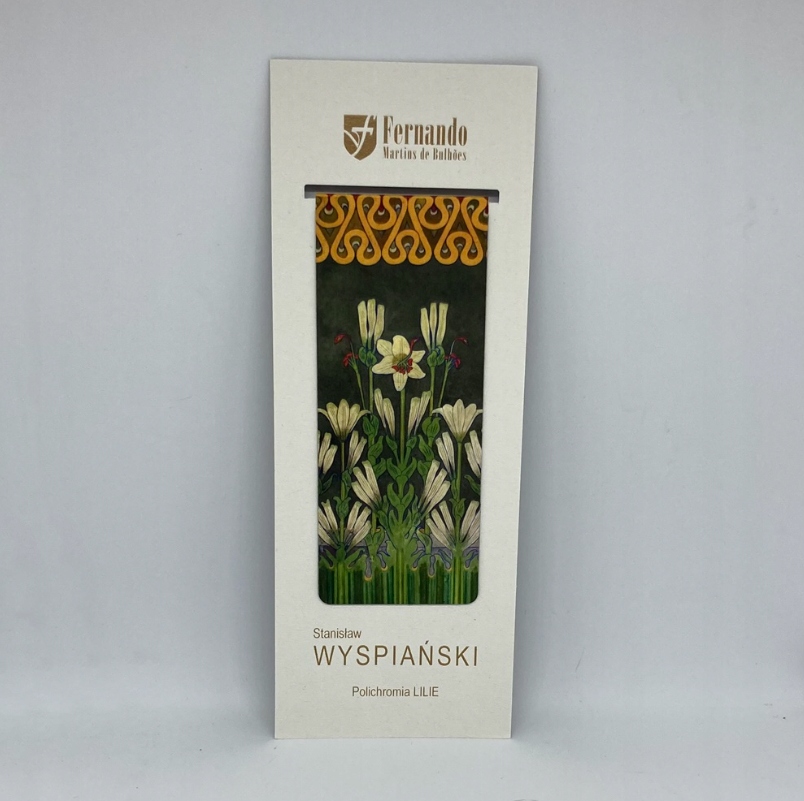 Fernando
Martins de Bulhões
Stanisław
WYSPIAŃSKI
Polichromia LILIE